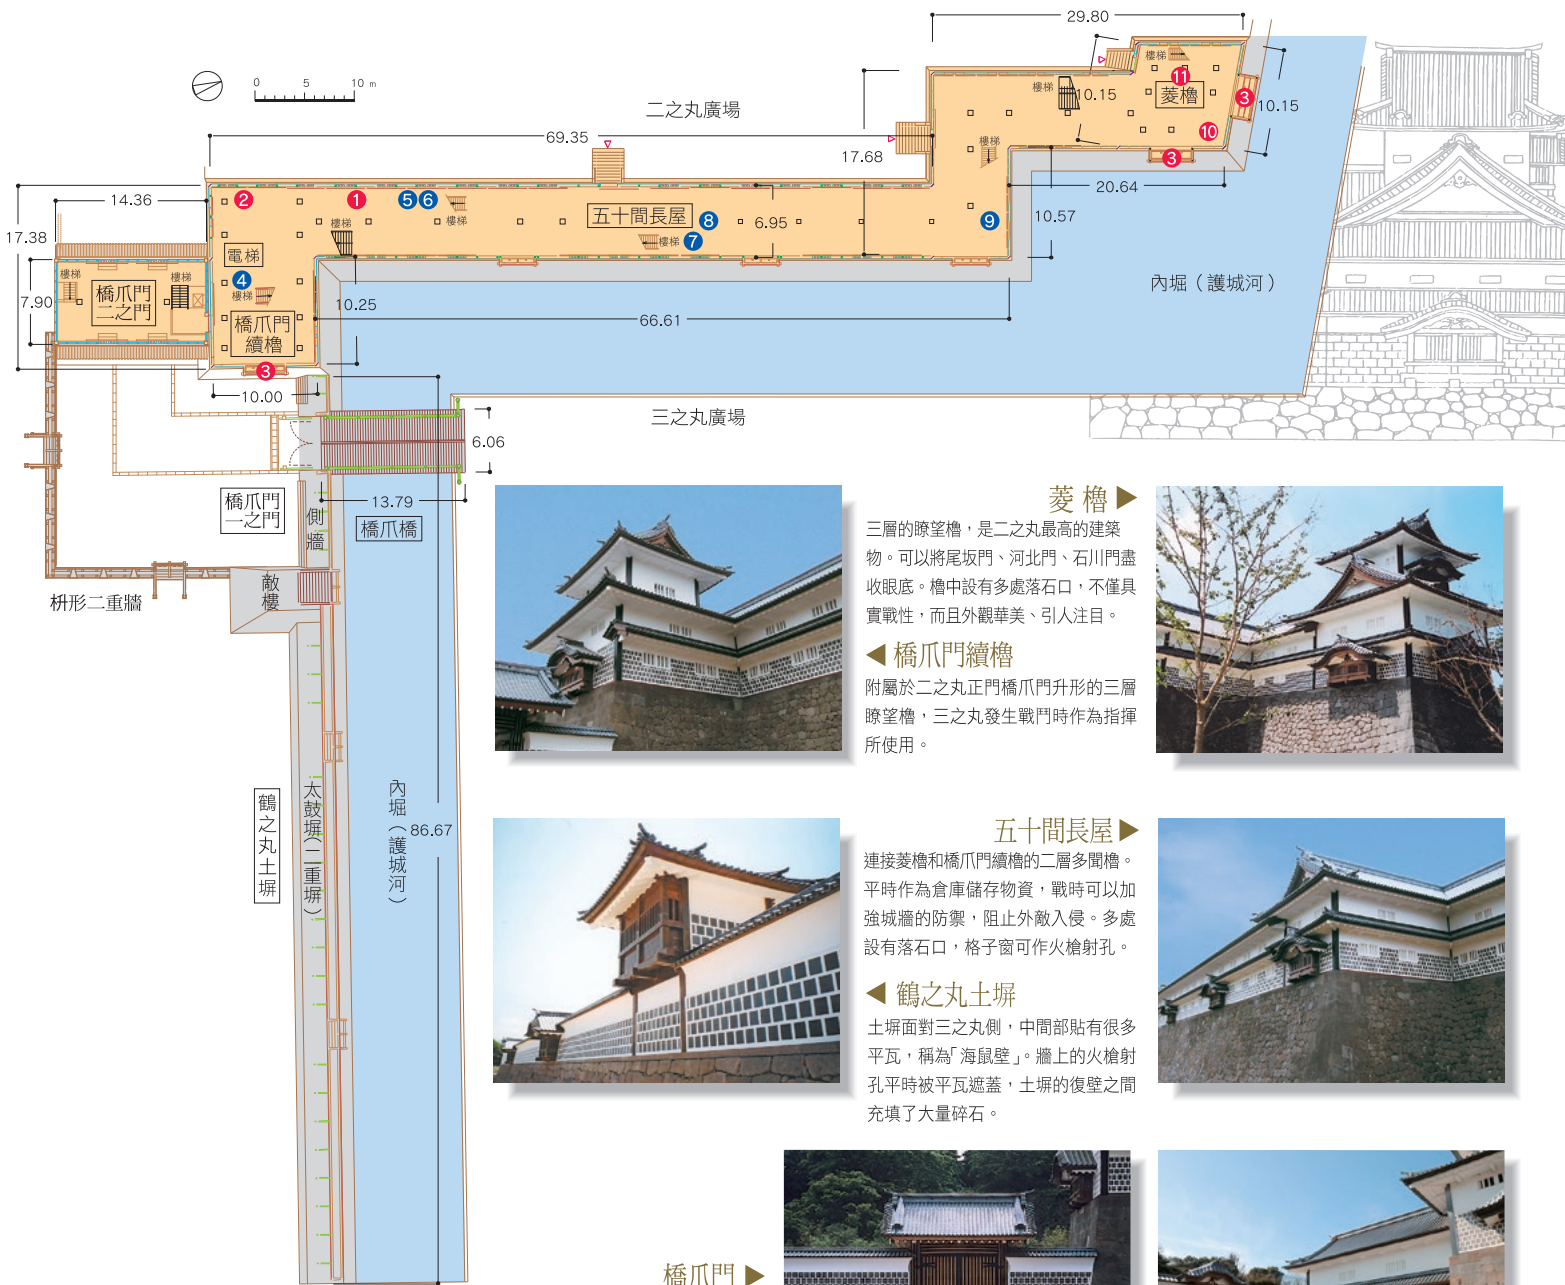 29.80
0 5 10 m
樓梯
⑪
菱櫓
10.15
樓梯
❸
10.15
二之丸廣場
⑩
69.35
17.68
樓梯
❸
14.36
❷
❶
❺❻
樓梯
五十間長屋
❽
6.95
❾
20.64
10.57
17.38
樓梯
樓梯
❼
電梯
❹
樓梯
樓梯
樓梯
橋爪門
二之門
7.90
橋爪門
續櫓
10.25
66.61
內堀（護城河）
❸
10.00
三之丸廣場
6.06
13.79
橋爪門
一之門
側牆
橋爪橋
敵樓
枡形二重牆
鶴之丸土塀
太鼓塀（二重塀）
內堀（護城河）
86.67
菱櫓▶
三層的瞭望櫓，是二之丸最高的建築
物。可以將尾坂門、河北門、石川門盡
收眼底。櫓中設有多處落石口，不僅具
實戰性，而且外觀華美、引人注目。
◀橋爪門續櫓
附屬於二之丸正門橋爪門升形的三層
瞭望櫓，三之丸發生戰鬥時作為指揮
所使用。
五十間長屋▶
連接菱櫓和橋爪門續櫓的二層多聞櫓。
平時作為倉庫儲存物資，戰時可以加
強城牆的防禦，阻止外敵入侵。多處
設有落石口，格子窗可作火槍射孔。
◀鶴之丸土塀
土塀面對三之丸側，中間部貼有很多
平瓦，稱為「海鼠壁」。牆上的火槍射
孔平時被平瓦遮蓋，土塀的復壁之間
充填了大量碎石。
橋爪門▶